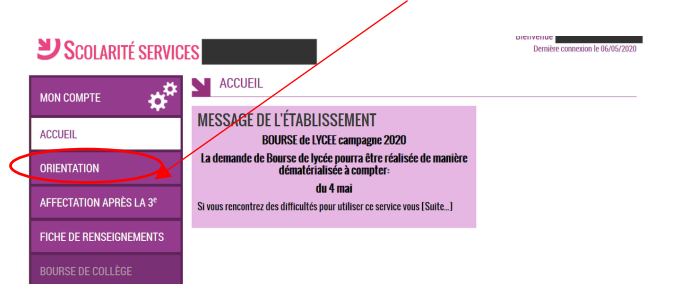 SCOLARITÉ SERVICES
Bienvenue
Dernière connexion le 06/05/2020
MON COMPTE
ACCUEIL
ORIENTATION
AFFECTATION APRÈS LA 3e
FICHE DE RENSEIGNEMENTS
BOURSE DE COLLÈGE
ACCUEIL
MESSAGE DE L'ÉTABLISSEMENT
BOURSE de LYCEE campagne 2020
La demande de Bourse de lycée pourra être réalisée de manière
dématérialisée à compter:
du 4 mai
Si vous rencontrez des difficultés pour utiliser ce service vous [Suite...]